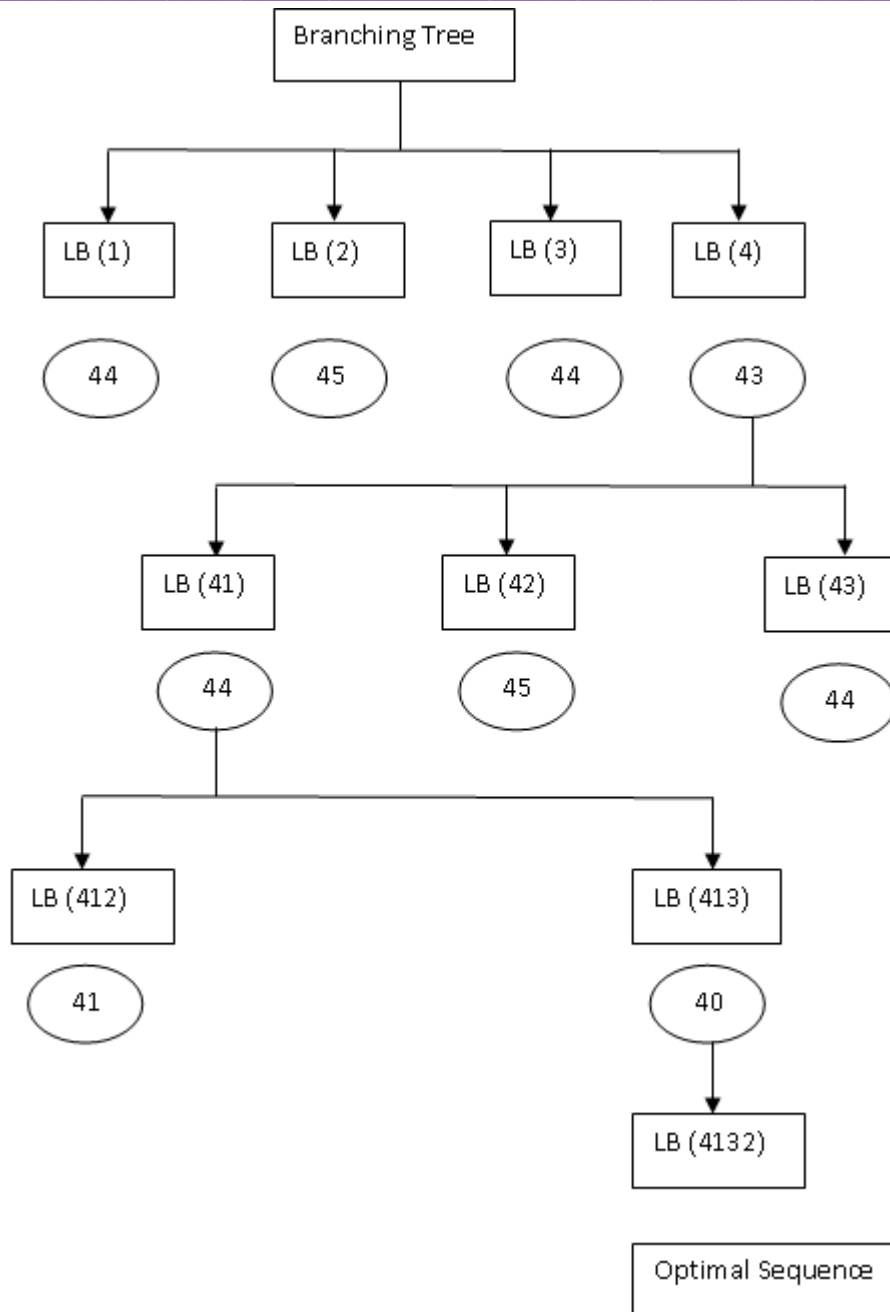 Branching Tree
LB (1)
LB (2)
LB (3)
LB (4)
44
45
44
43
LB (41)
LB (42)
LB (43)
44
45
44
LB (412)
LB (413)
41
40
LB (4132)
Optimal Sequence